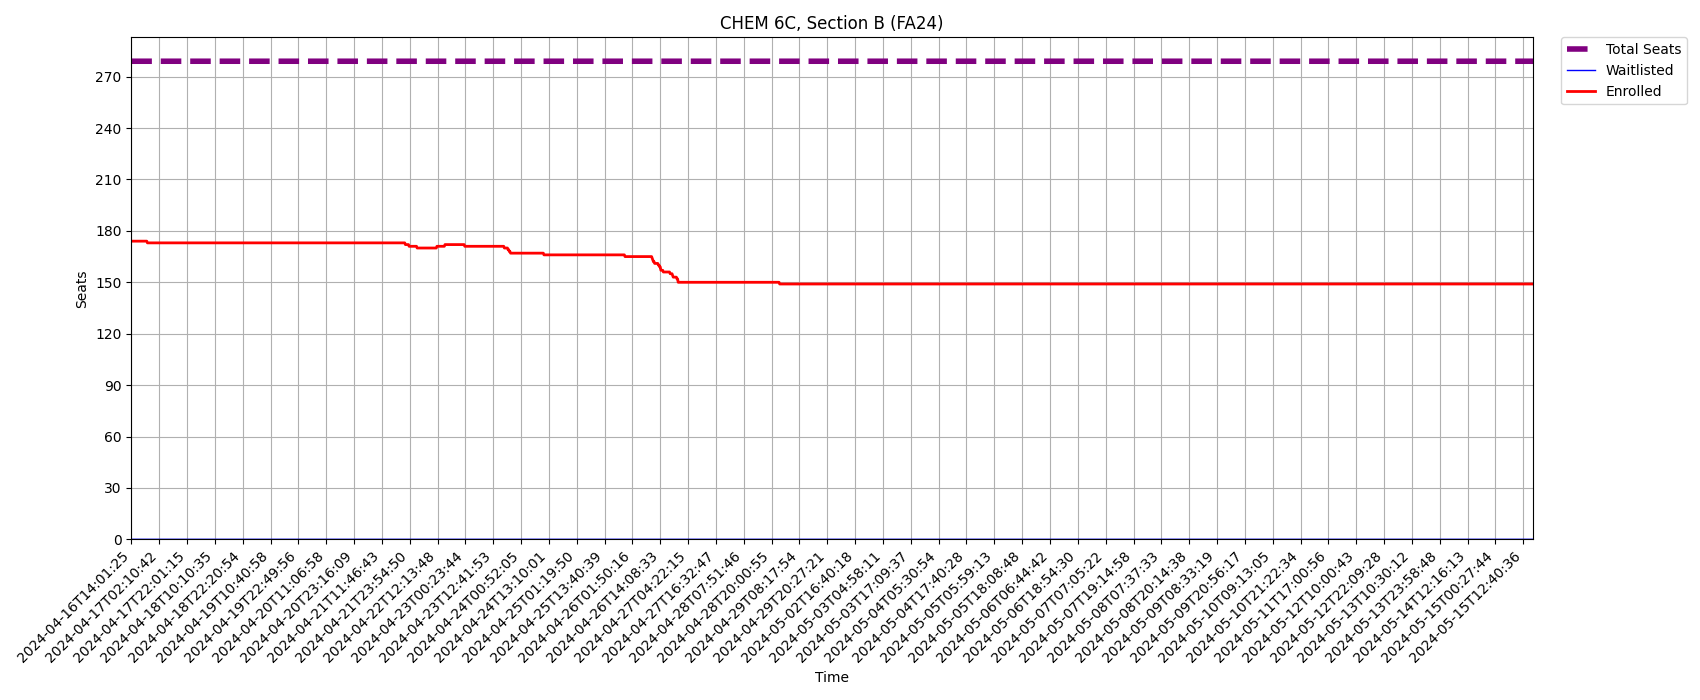 CHEM 6C, Section B (FA24)
Total Seats
Waitlisted
Enrolled
270
240
210
180
150
120
90
60
30
0
Seats
2024-04-16T14:01:25
2024-04-17T02:10:42
2024-04-17T22:01:15
2024-04-18T10:10:35
2024-04-18T22:20:54
2024-04-19T10:40:58
2024-04-19T22:49:56
2024-04-20T11:06:58
2024-04-20T23:16:09
2024-04-21T11:46:43
2024-04-21T23:54:50
2024-04-22T12:13:48
2024-04-23T00:23:44
2024-04-23T12:41:53
2024-04-24T00:52:05
2024-04-24T13:10:01
2024-04-25T01:19:50
2024-04-25T13:40:39
2024-04-26T01:50:16
2024-04-26T14:08:33
2024-04-27T04:22:15
2024-04-27T16:32:47
2024-04-28T07:51:46
2024-04-28T20:00:55
2024-04-29T08:17:54
2024-04-29T20:27:21
2024-05-02T16:40:18
2024-05-03T04:58:11
2024-05-03T17:09:37
2024-05-04T05:30:54
2024-05-04T17:40:28
2024-05-05T05:59:13
2024-05-05T18:08:48
2024-05-06T06:44:42
2024-05-06T18:54:30
2024-05-07T07:05:22
2024-05-07T19:14:58
2024-05-08T07:37:33
2024-05-08T20:14:38
2024-05-09T08:33:19
2024-05-09T20:56:17
2024-05-10T09:13:05
2024-05-10T21:22:34
2024-05-11T17:00:56
2024-05-12T10:00:43
2024-05-12T22:09:28
2024-05-13T10:30:12
2024-05-13T23:58:48
2024-05-14T12:16:13
2024-05-15T00:27:44
2024-05-15T12:40:36
Time